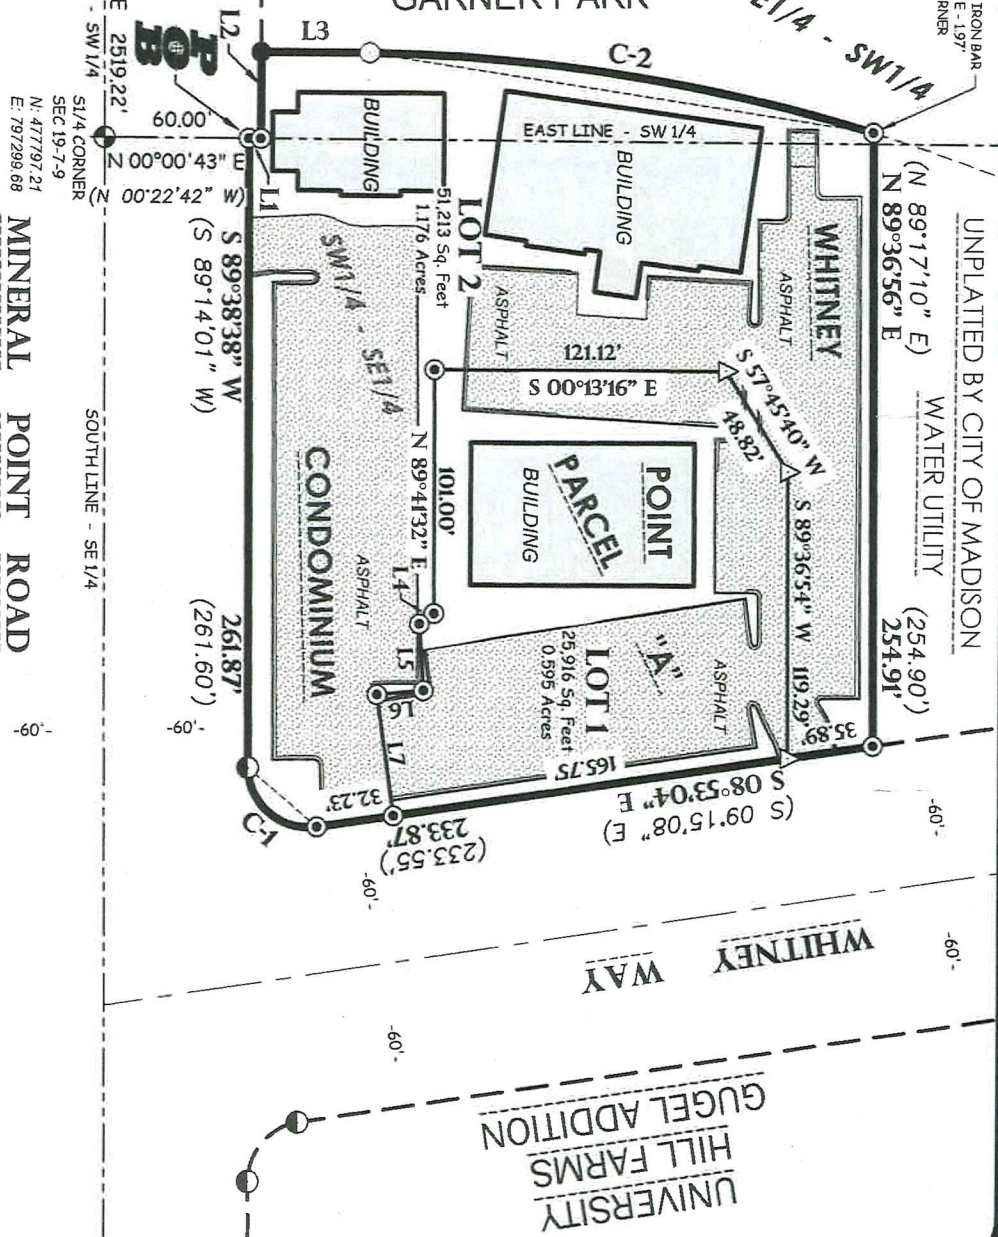 GARNER PARK
E1/4 - SW1/4
IRON BAR
E - 1.97'
RNER
UNPLATTED BY CITY OF MADISON
WATER UTILITY
(N 89°17'10" E)
N 89°36'56" E
(254.90')
254.91'
C-2
L3
L2
P O B
E 2519.22'
- SW 1/4
60.00'
S1/4 CORNER
SEC 19-7-9
N: 477797.21
E: 797299.68
N 00°00'43" E
(N 00°22'42" W)
L1
EAST LINE - SW 1/4
BUILDING
BUILDING
LOT 2
51,213 Sq. Feet
1.176 Acres
WHITNEY
ASPHALT
ASPHALT
121.12'
S 00°13'16" E
S 57°45'40" W
48.82'
S 89°36'54" W
119.29'
35.89'
POINT
PARCEL
BUILDING
"A"
LOT 1
25,916 Sq. Feet
0.595 Acres
ASPHALT
SW1/4 - SE1/4
101.00'
N 89°41'32" E
L4
L5
L6
L7
CONDOMINIUM
ASPHALT
S 89°38'38" W
(S 89°14'01" W)
261.87'
(261.60')
C-1
32.23'
165.75'
S 08°53'04" E
(S 09°15'08" E)
233.87'
(233.55')
SOUTH LINE - SE 1/4
MINERAL POINT ROAD
-60'-
-60'-
-60'-
-60'-
-60'-
-60'-
WHITNEY WAY
UNIVERSITY
HILL FARMS
GUGEL ADDITION